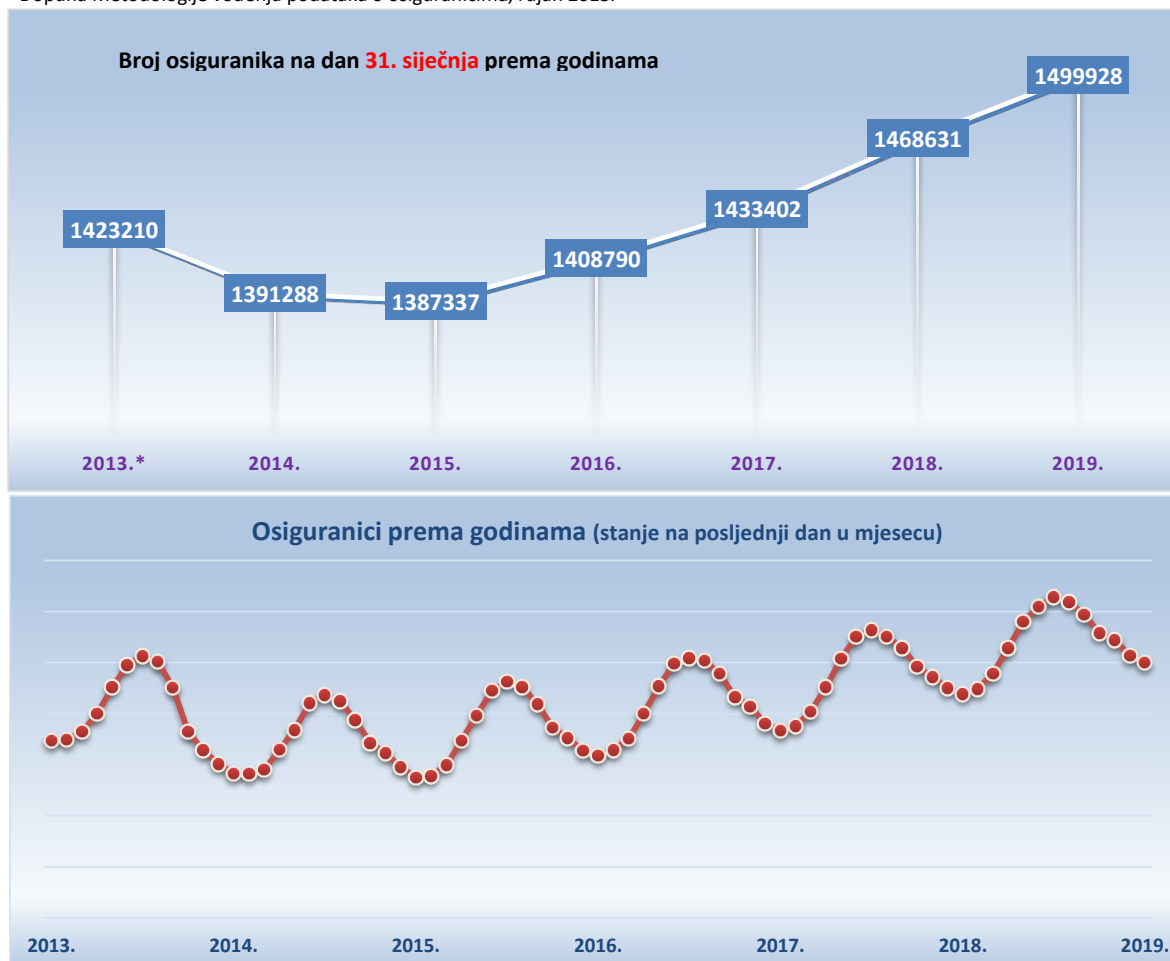 Broj osiguranika na dan 31. siječnja prema godinama
1499928
1468631
1433402
1423210
1408790
1391288
1387337
2013.* 2014. 2015. 2016. 2017. 2018. 2019.
Osiguranici prema godinama (stanje na posljednji dan u mjesecu)
2013. 2014. 2015. 2016. 2017. 2018. 2019.